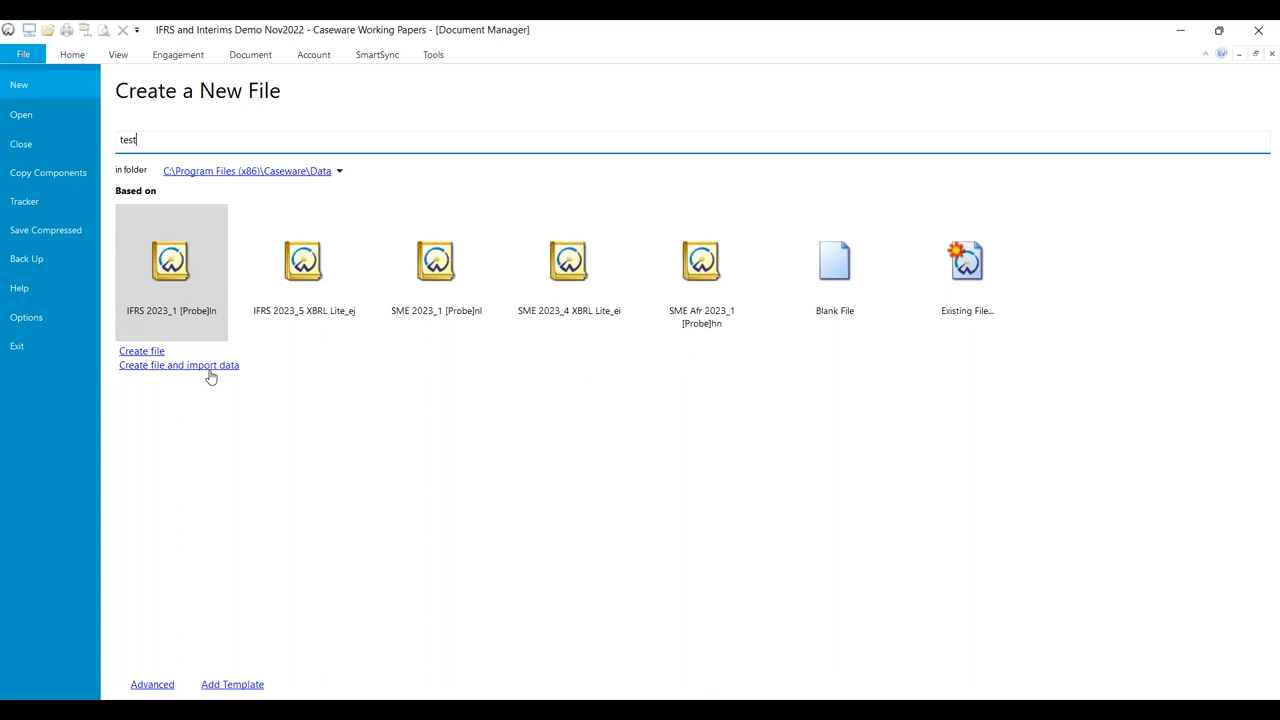 IFRS and Interims Demo Nov2022 - Caseware Working Papers - [Document Manager]
File Home View Engagement Document Account SmartSync Tools
New
Open
Close
Copy Components
Tracker
Save Compressed
Back Up
Help
Options
Exit
Create a New File
test
in folder C:\Program Files (x86)\Caseware\Data
Based on
IFRS 2023_1 [Probe]ln
IFRS 2023_5 XBRL Lite_ej
SME 2023_1 [Probe]nl
SME 2023_4 XBRL Lite_ei
SME Afr 2023_1
[Probe]hn
Blank File
Existing File...
Create file
Create file and import data
Advanced Add Template